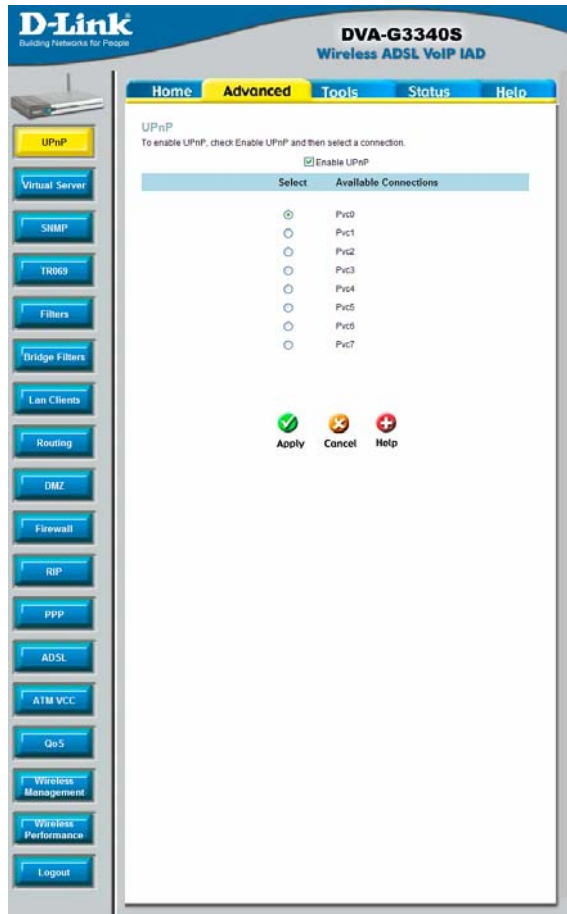 D-Link
Building Networks for People
DVA-G3340S
Wireless ADSL VoIP IAD
Home Advanced Tools Status Help
UPnP
Virtual Server
SNMP
TR069
Filters
Bridge Filters
Lan Clients
Routing
DMZ
Firewall
RIP
PPP
ADSL
ATM VCC
QoS
Wireless Management
Wireless Performance
Logout
UPnP
To enable UPnP, check Enable UPnP and then select a connection.
Enable UPnP
Select Available Connections
Pvc0
Pvc1
Pvc2
Pvc3
Pvc4
Pvc5
Pvc6
Pvc7
Apply Cancel Help